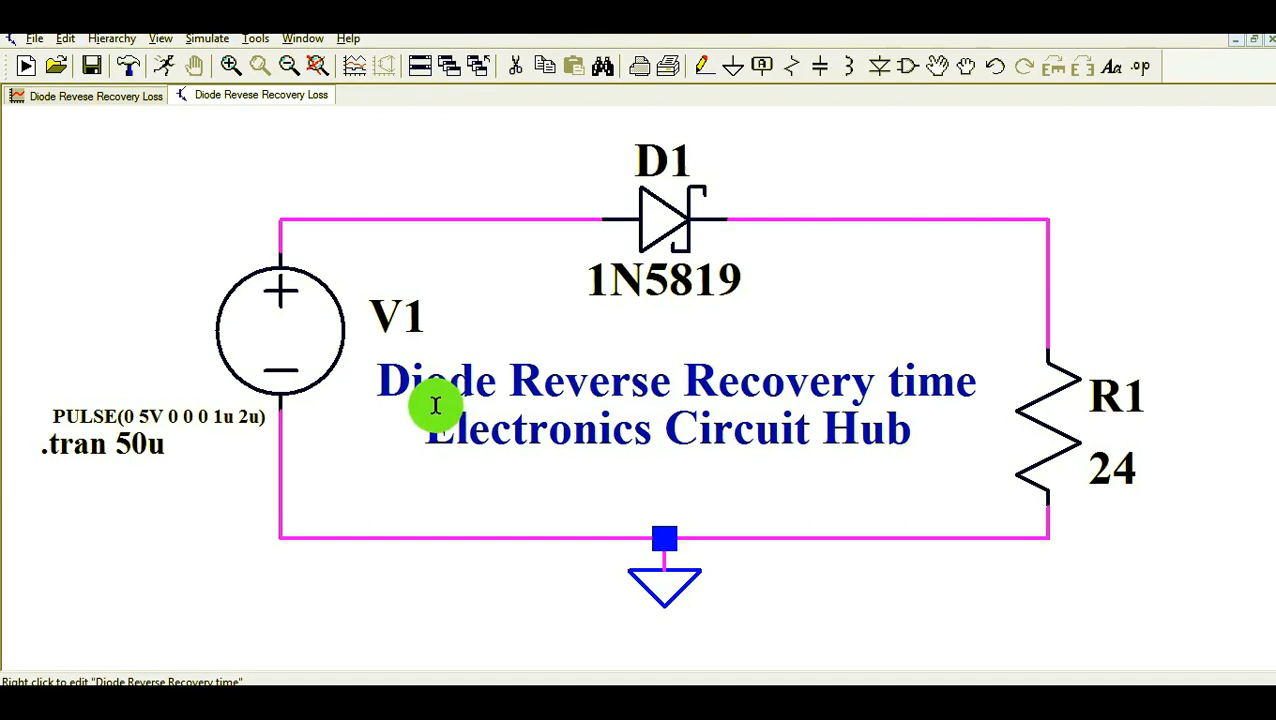 File Edit Hierarchy View Simulate Tools Window Help
Aa .op
Diode Revese Recovery Loss Diode Revese Recovery Loss
D1
1N5819
V1
Diode Reverse Recovery time
Electronics Circuit Hub
PULSE(0 5V 0 0 0 1u 2u)
.tran 50u
R1
24
Right click to edit "Diode Reverse Recovery time"